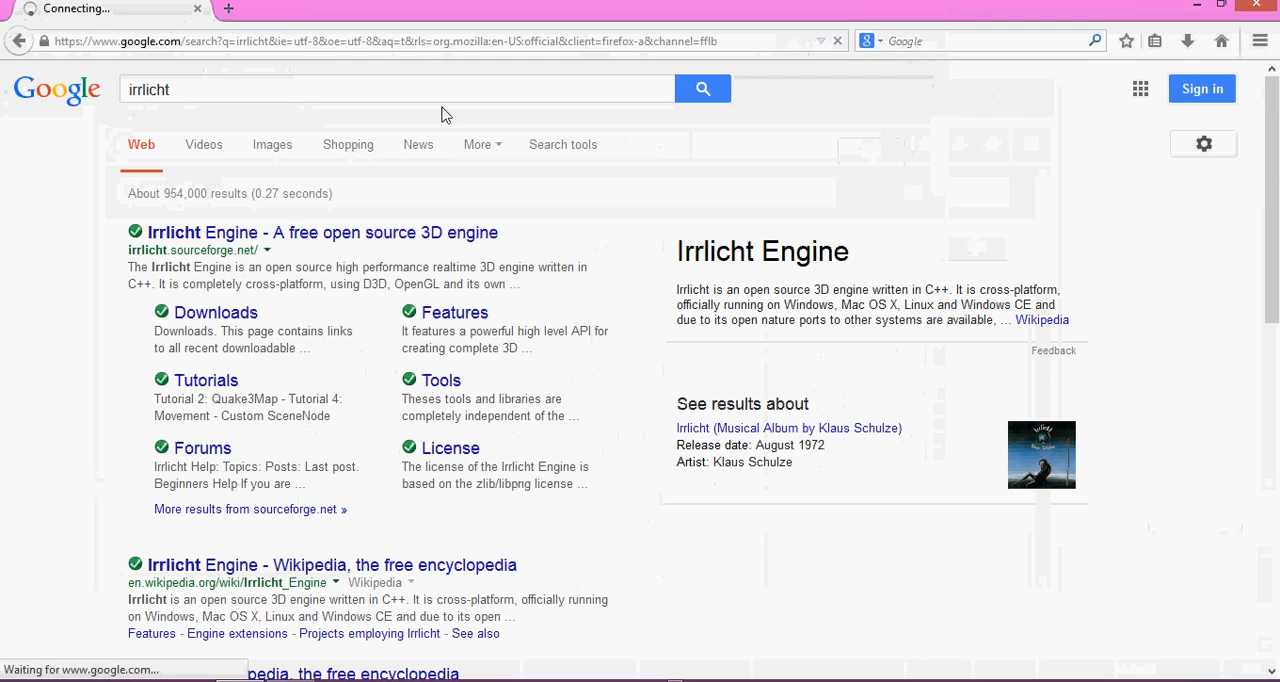 Connecting...
https://www.google.com/search?q=irrlicht&ie=utf-8&oe=utf-8&aq=t&rls=org.mozilla:en-US:official&client=firefox-a&channel=fflb
Google
Google irrlicht Sign in
Web Videos Images Shopping News More Search tools
About 954,000 results (0.27 seconds)
Irrlicht Engine - A free open source 3D engine
irrlicht.sourceforge.net/
The Irrlicht Engine is an open source high performance realtime 3D engine written in
C++. It is completely cross-platform, using D3D, OpenGL and its own ...
Downloads
Downloads. This page contains links
to all recent downloadable ...
Features
It features a powerful high level API for
creating complete 3D ...
Tutorials
Tutorial 2: Quake3Map - Tutorial 4:
Movement - Custom SceneNode
Tools
Theses tools and libraries are
completely independent of the ...
Forums
Irrlicht Help: Topics: Posts: Last post.
Beginners Help If you are ...
License
The license of the Irrlicht Engine is
based on the zlib/libpng license ...
More results from sourceforge.net »
Irrlicht Engine - Wikipedia, the free encyclopedia
en.wikipedia.org/wiki/Irrlicht_Engine Wikipedia
Irrlicht is an open source 3D engine written in C++. It is cross-platform, officially running
on Windows, Mac OS X, Linux and Windows CE and due to its open ...
Features - Engine extensions - Projects employing Irrlicht - See also
pedia, the free encyclopedia
Irrlicht Engine
Irrlicht is an open source 3D engine written in C++. It is cross-platform,
officially running on Windows, Mac OS X, Linux and Windows CE and
due to its open nature ports to other systems are available, ... Wikipedia
Feedback
See results about
Irrlicht (Musical Album by Klaus Schulze)
Release date: August 1972
Artist: Klaus Schulze
Waiting for www.google.com...